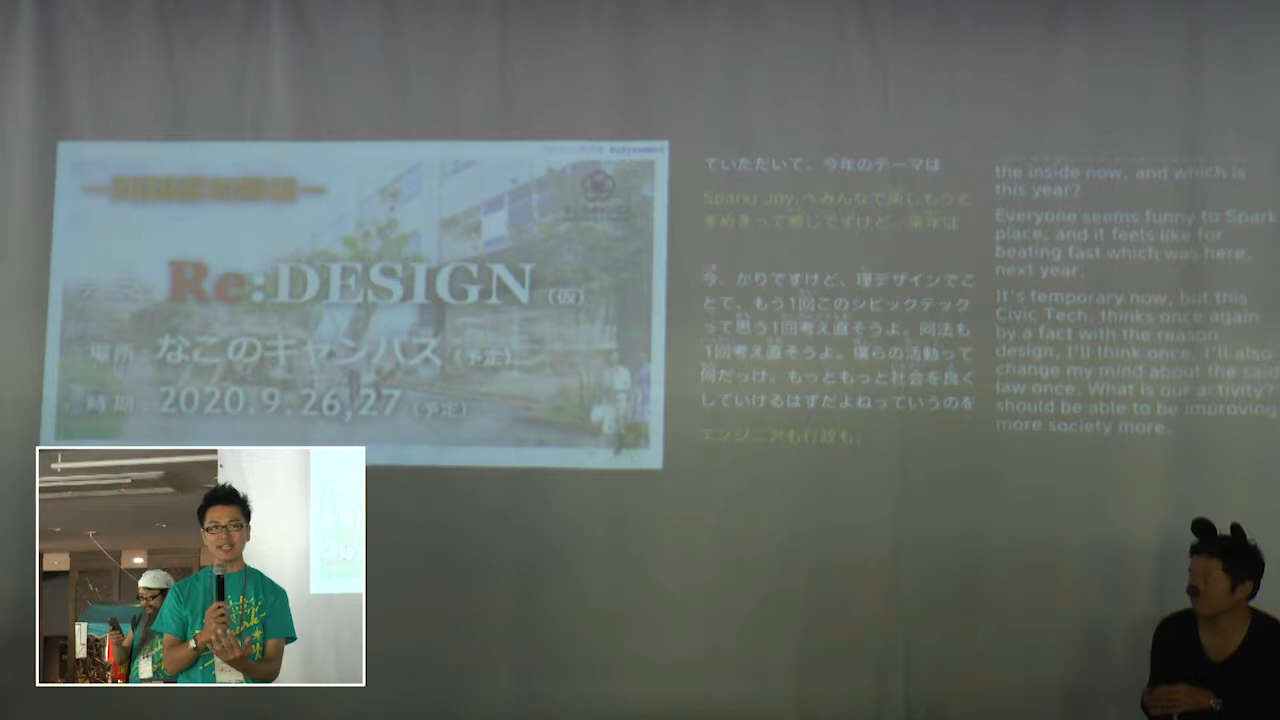 Re:DESIGN(仮)
場所:なごのキャンパス(予定)
時期:2020.9.26,27(予定)
ていただいて。今年のテーマは
Spark! Joy.へみんなで楽しもうと
きめきって感じですけど、来年は
今、かりですけど、理デザインでこ
とで。もう1回このシビックテック
って思う1回考え直そうよ。同法も
1回考え直そうよ。僕らの活動って
何だっけ。もっともっと社会を良く
していけるはずだよねっていうのを
エンジニアも行政も、
the inside now, and which is
this year?
Everyone seems funny to Spark
place, and it feels like for
beating fast which was here,
next year.
It's temporary now, but this
Civic Tech, thinks once again
by a fact with the reason
design, I'll think once. I'll also
change my mind about the said
law once. What is our activity?
should be able to be improving
more society more.